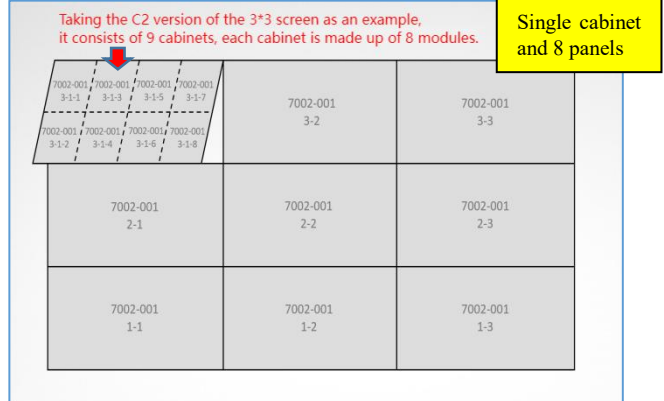 Taking the C2 version of the 3*3 screen as an example,
it consists of 9 cabinets, each cabinet is made up of 8 modules.
Single cabinet
and 8 panels
7002-001 7002-001 7002-001 7002-001
3-1-1 3-1-3 3-1-5 3-1-7
7002-001 7002-001 7002-001 7002-001
3-1-2 3-1-4 3-1-6 3-1-8
7002-001
3-2
7002-001
3-3
7002-001
2-1
7002-001
2-2
7002-001
2-3
7002-001
1-1
7002-001
1-2
7002-001
1-3